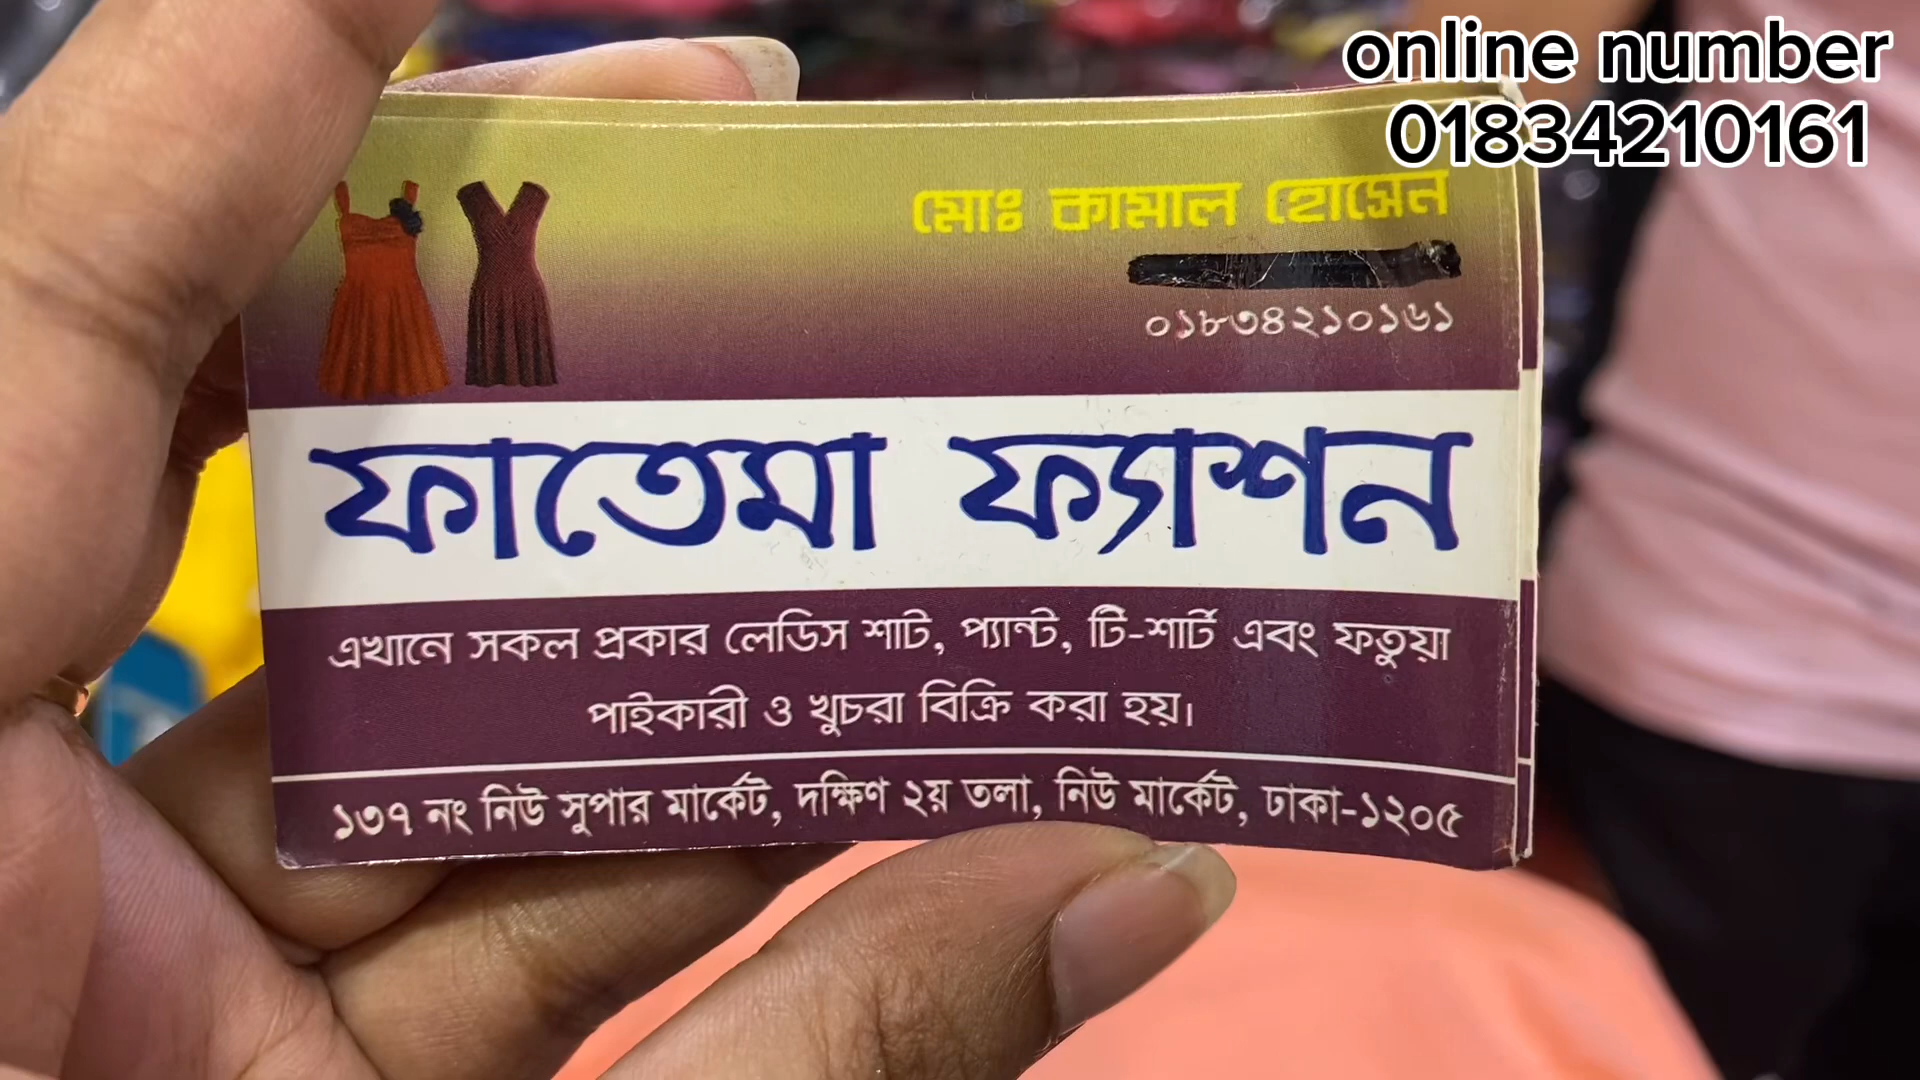 online number
01834210161
মোঃ কামাল হোসেন
০১৮৩৪২১০১৬১
ফাতেমা ফ্যাশন
এখানে সকল প্রকার লেডিস শাট, প্যান্ট, টি-শার্ট এবং ফতুয়া
পাইকারী ও খুচরা বিক্রি করা হয়।
১৩৭ নং নিউ সুপার মার্কেট, দক্ষিণ ২য় তলা, নিউ মার্কেট, ঢাকা-১২০৫